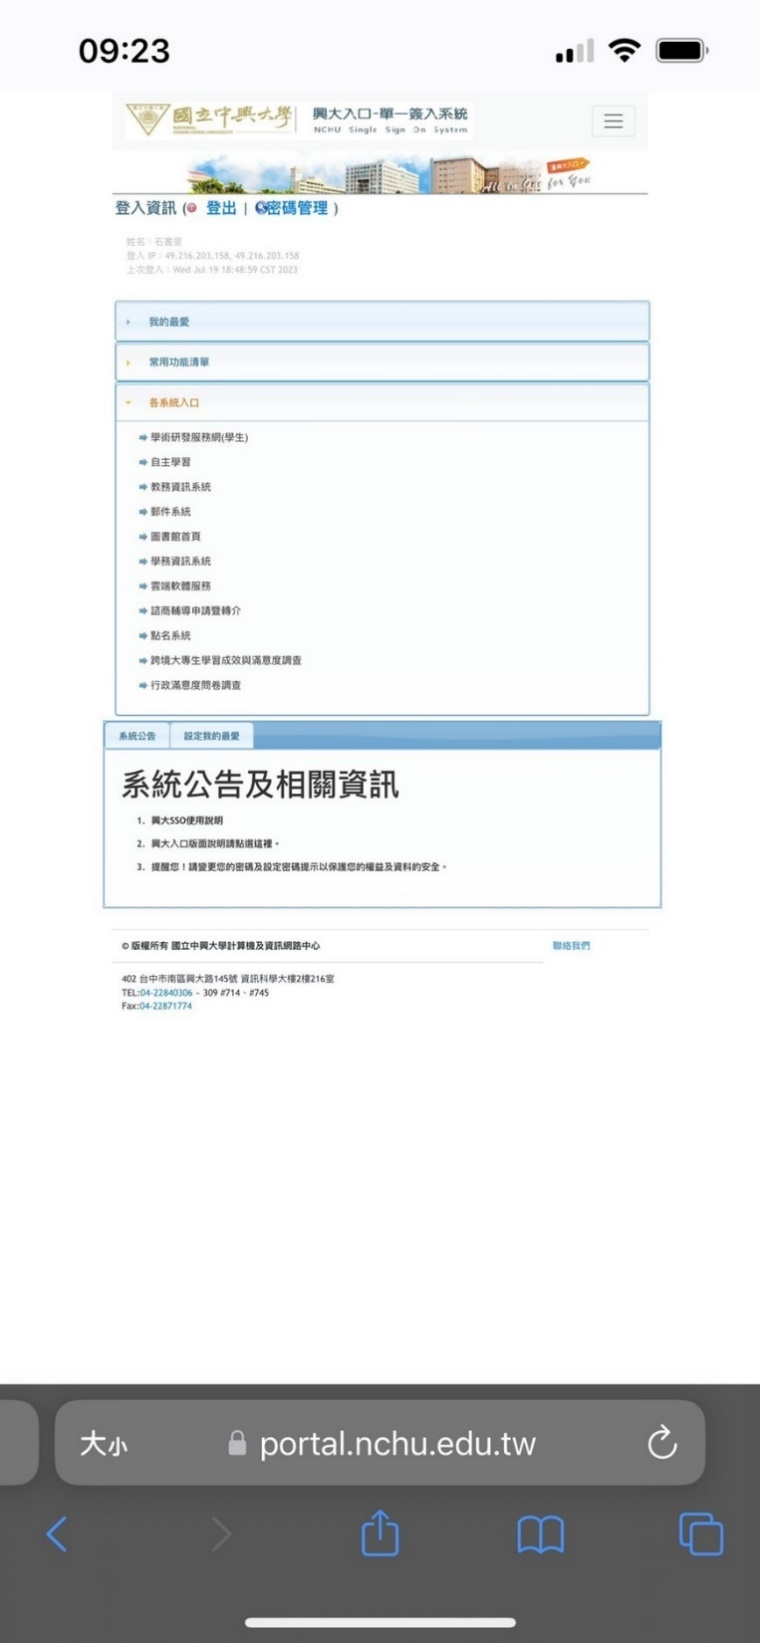 09:23
國立中興大學
興大入口-單一簽入系統
NCHU Single Sign On System
All in One for You
登入資訊 ( 登出 | 密碼管理 )
登入 IP：49.216.203.158, 49.216.203.158
上次登入：Wed Jul 19 18:48:59 CST 2023
我的最愛
常用功能清單
各系統入口
學術研發服務網(學生)
自主學習
教務資訊系統
郵件系統
圖書館首頁
學務資訊系統
雲端軟體服務
諮商輔導申請暨轉介
點名系統
跨境大專生學習成效與滿意度調查
行政滿意度問卷調查
系統公告 設定我的最愛
系統公告及相關資訊
1. 興大SSO使用說明
2. 興大入口版面說明請點選這裡。
3. 提醒您！請變更您的密碼及設定密碼提示以保護您的權益及資料的安全。
© 版權所有 國立中興大學計算機及資訊網路中心 聯絡我們
402 台中市南區興大路145號 資訊科學大樓2樓216室
TEL:04-22840306 - 309 #714、#745
Fax:04-22871774
大小 portal.nchu.edu.tw